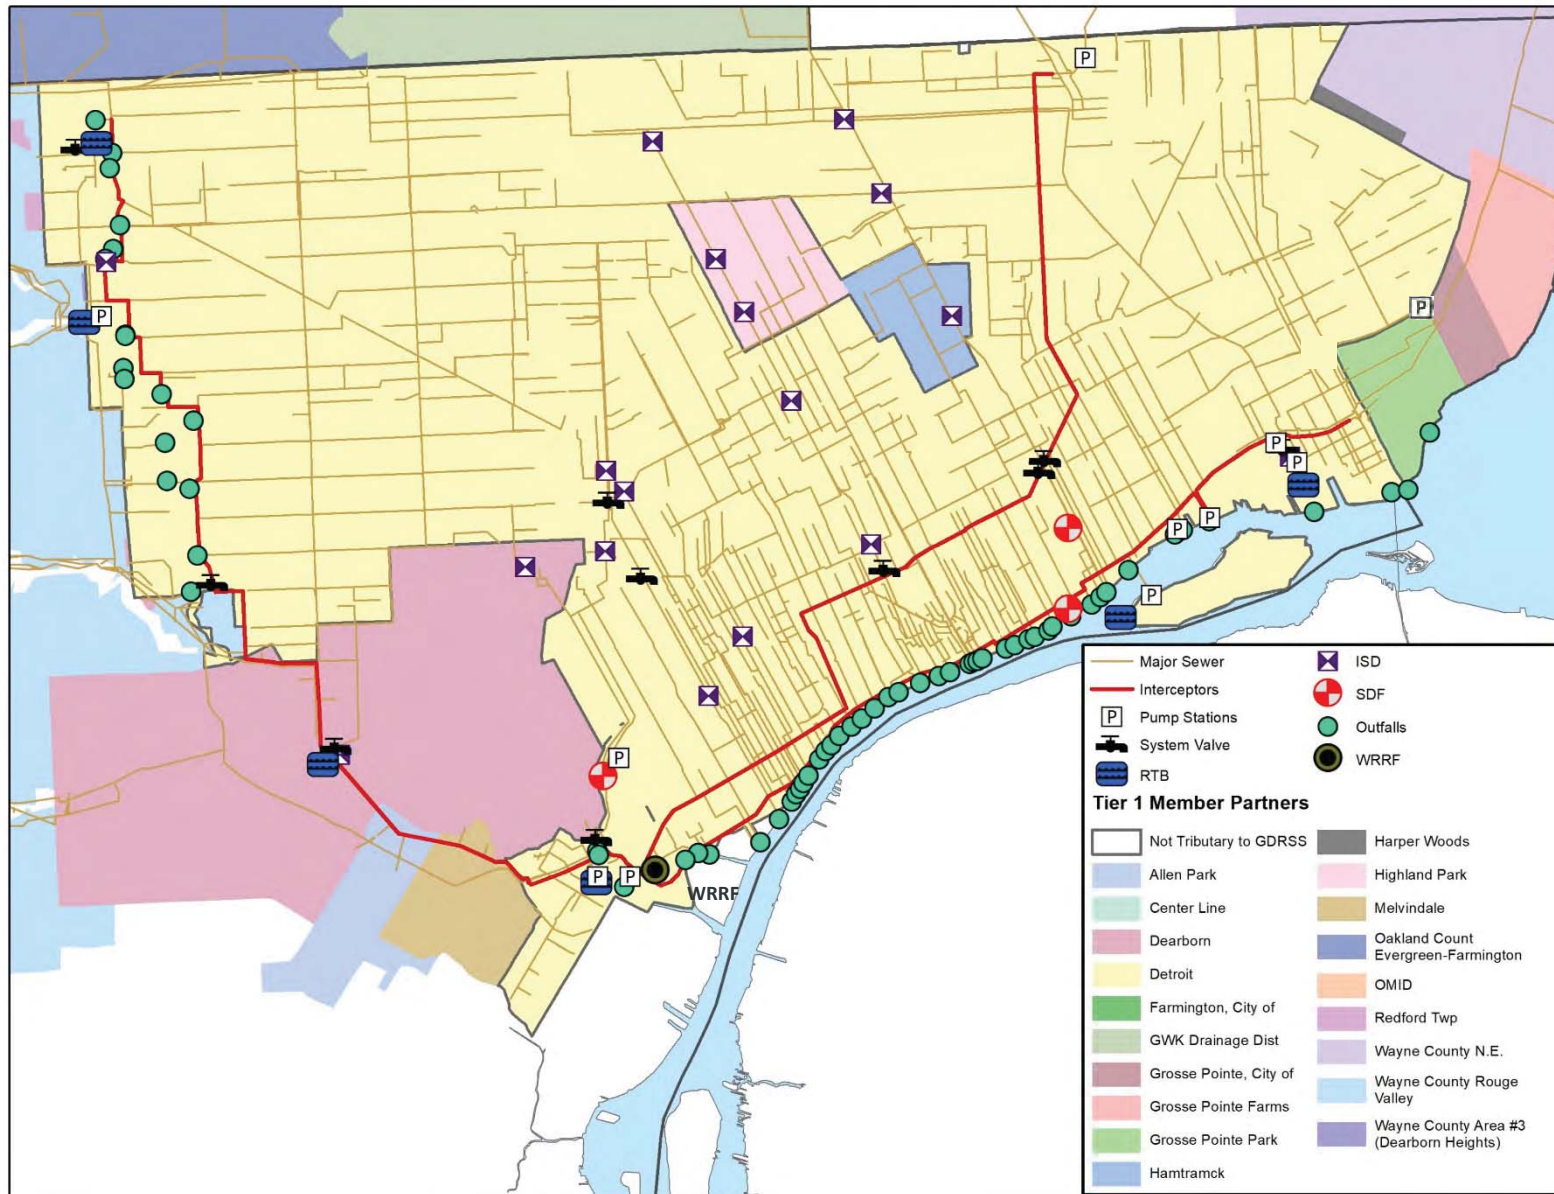 P
P
P
P
P
P
P
P
P
P
P
P
WRRF
Major Sewer
Interceptors
P Pump Stations
System Valve
RTB
ISD
SDF
Outfalls
WRRF
Tier 1 Member Partners
Not Tributary to GDRSS
Allen Park
Center Line
Dearborn
Detroit
Farmington, City of
GWK Drainage Dist
Grosse Pointe, City of
Grosse Pointe Farms
Grosse Pointe Park
Hamtramck
Harper Woods
Highland Park
Melvindale
Oakland Count
Evergreen-Farmington
OMID
Redford Twp
Wayne County N.E.
Wayne County Rouge
Valley
Wayne County Area #3
(Dearborn Heights)